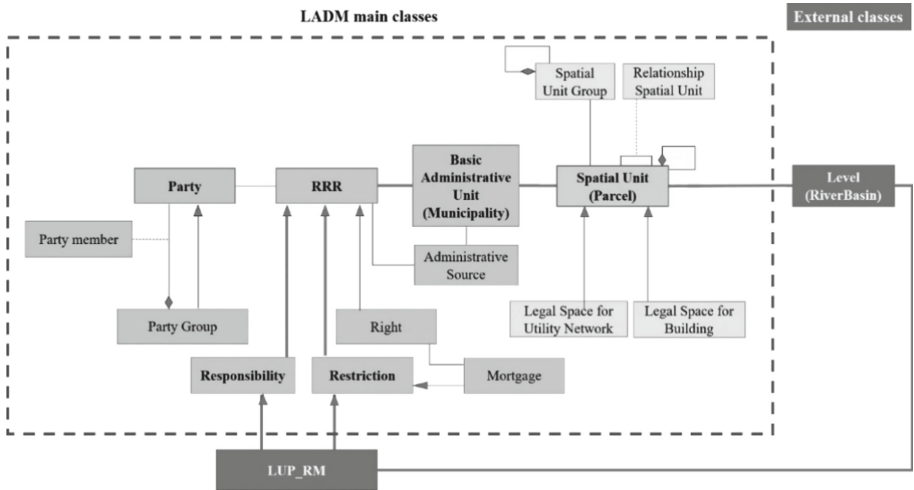 LADM main classes
External classes
Spatial
Unit Group
Relationship
Spatial Unit
Party
RRR
Basic
Administrative
Unit
(Municipality)
Spatial Unit
(Parcel)
Level
(RiverBasin)
Party member
Administrative
Source
Party Group
Right
Legal Space for
Utility Network
Legal Space for
Building
Responsibility
Restriction
Mortgage
LUP_RM